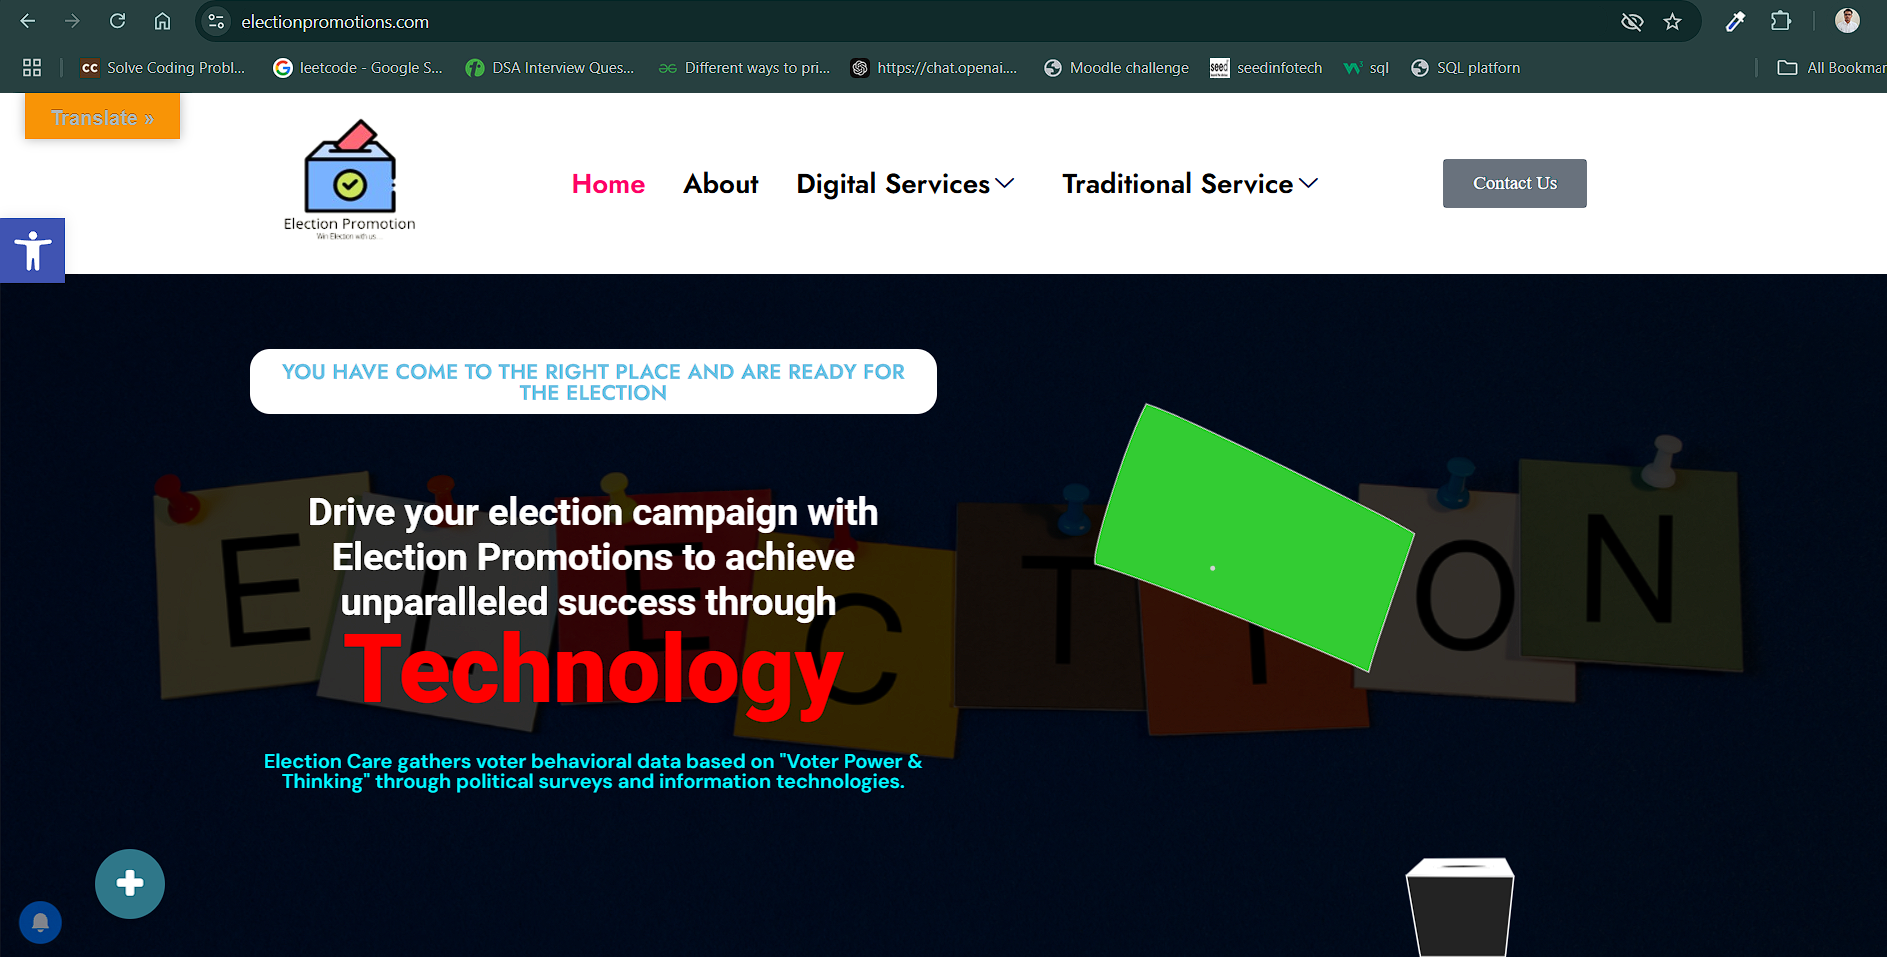 electionpromotions.com
Solve Coding Probl...
leetcode - Google S...
DSA Interview Ques...
Different ways to pri...
https://chat.openai....
Moodle challenge
seedinfotech
sql
SQL platforn
All Bookmar
Translate »
Election Promotion
Win Election with us...
Home
About
Digital Services
Traditional Service
Contact Us
YOU HAVE COME TO THE RIGHT PLACE AND ARE READY FOR
THE ELECTION
ELECTION
Drive your election campaign with
Election Promotions to achieve
unparalleled success through
Technology
Election Care gathers voter behavioral data based on "Voter Power &
Thinking" through political surveys and information technologies.